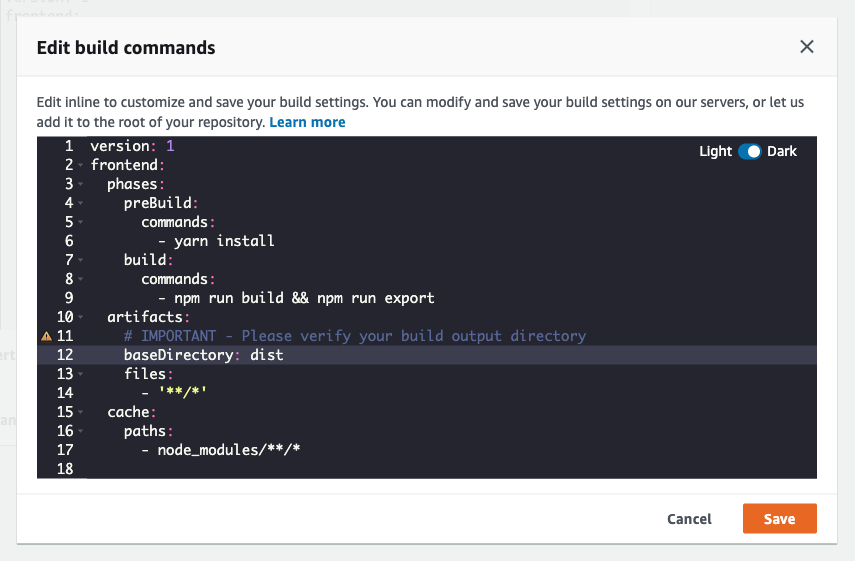 Edit build commands
Edit inline to customize and save your build settings. You can modify and save your build settings on our servers, or let us
add it to the root of your repository. Learn more
Light Dark
1 version: 1
2 frontend:
3   phases:
4     preBuild:
5       commands:
6         - yarn install
7     build:
8       commands:
9         - npm run build && npm run export
10   artifacts:
11     # IMPORTANT - Please verify your build output directory
12     baseDirectory: dist
13     files:
14       - '**/*'
15   cache:
16     paths:
17       - node_modules/**/*
18
Cancel Save